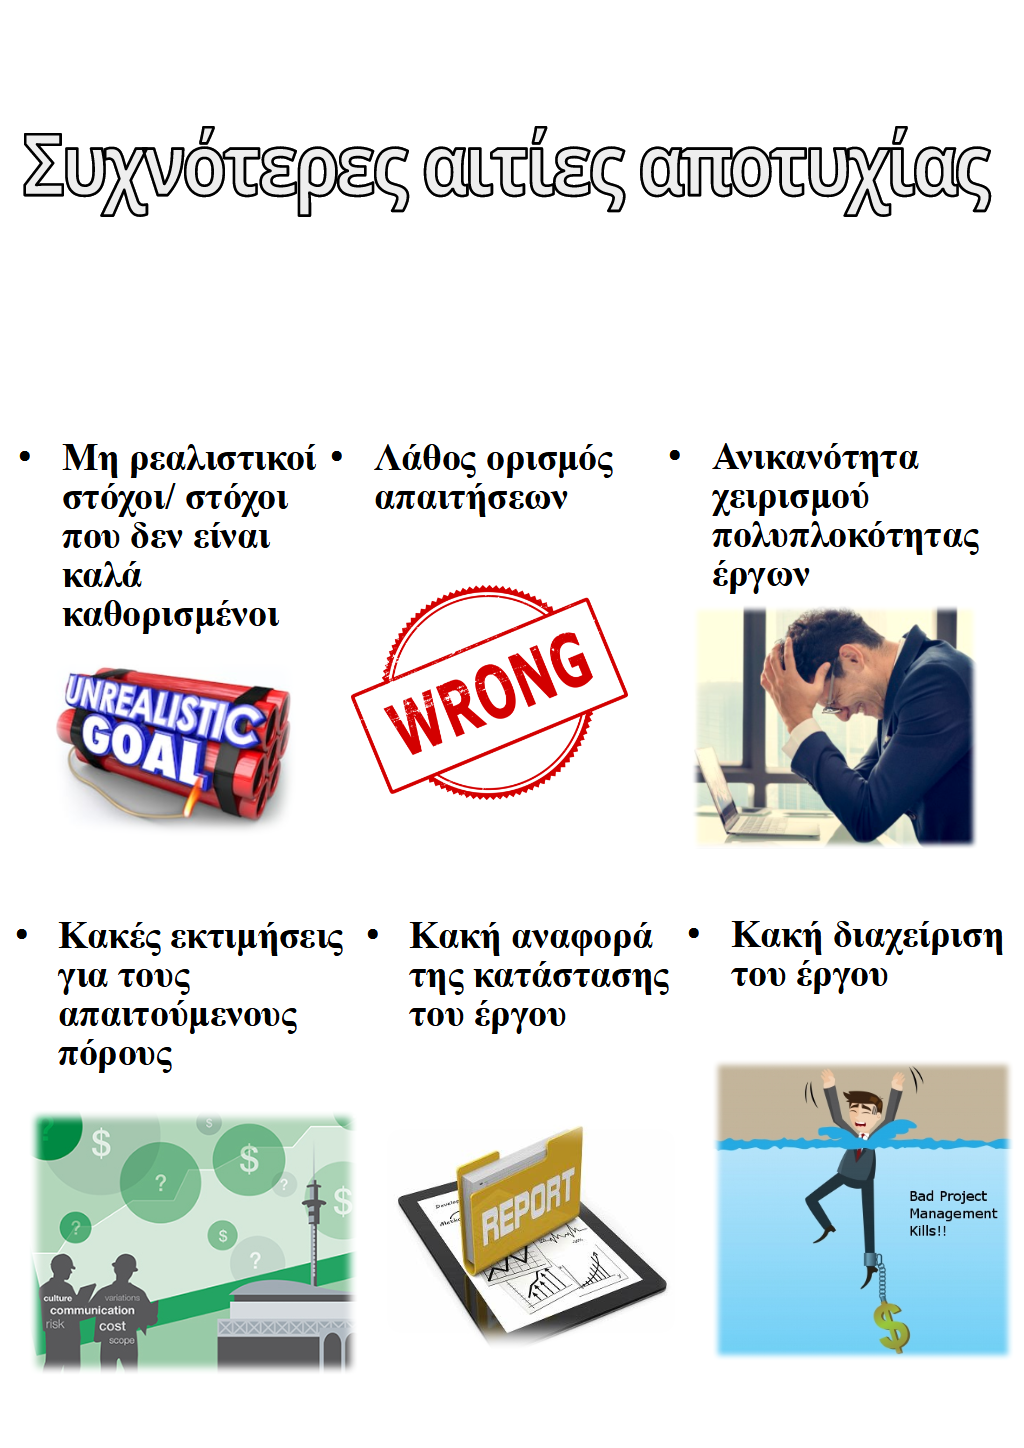 Συχνότερες αιτίες αποτυχίας
• Μη ρεαλιστικοί
στόχοι/ στόχοι
που δεν είναι
καλά
καθορισμένοι
UNREALISTIC
GOAL
• Λάθος ορισμός
απαιτήσεων
WRONG
• Ανικανότητα
χειρισμού
πολυπλοκότητας
έργων
• Κακές εκτιμήσεις
για τους
απαιτούμενους
πόρους
$
$
?
$
?
$
?
$
?
culture
communication
risk
variations
cost
scope
• Κακή αναφορά
της κατάστασης
του έργου
REPORT
• Κακή διαχείριση
του έργου
Bad Project
Management
Kills!!
$